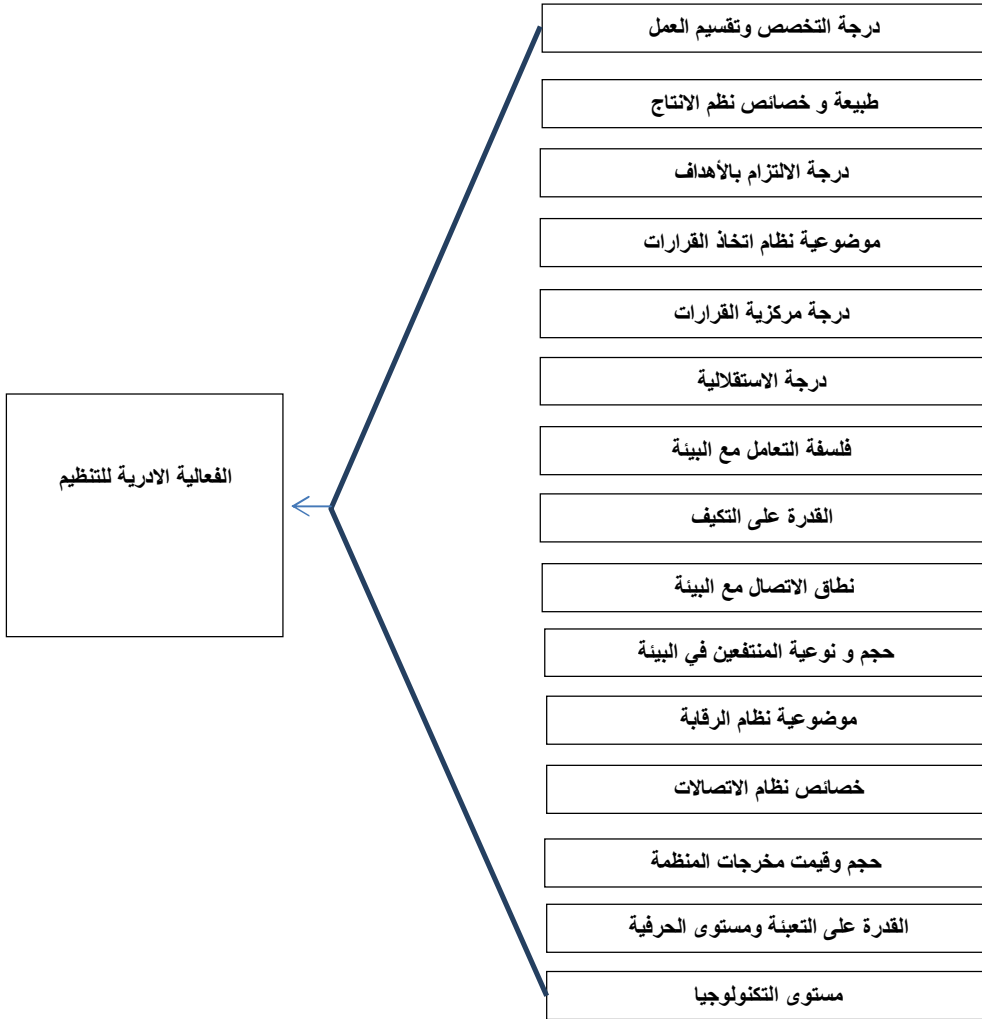 درجة التخصص وتقسيم العمل
طبيعة و خصائص نظم الانتاج
درجة الالتزام بالأهداف
موضوعية نظام اتخاذ القرارات
درجة مركزية القرارات
درجة الاستقلالية
فلسفة التعامل مع البيئة
القدرة على التكيف
نطاق الاتصال مع البيئة
حجم و نوعية المنتفعين في البيئة
موضوعية نظام الرقابة
خصائص نظام الاتصالات
حجم وقيمت مخرجات المنظمة
القدرة على التعبئة ومستوى الحرفية
مستوى التكنولوجيا
الفعالية الادرية للتنظيم